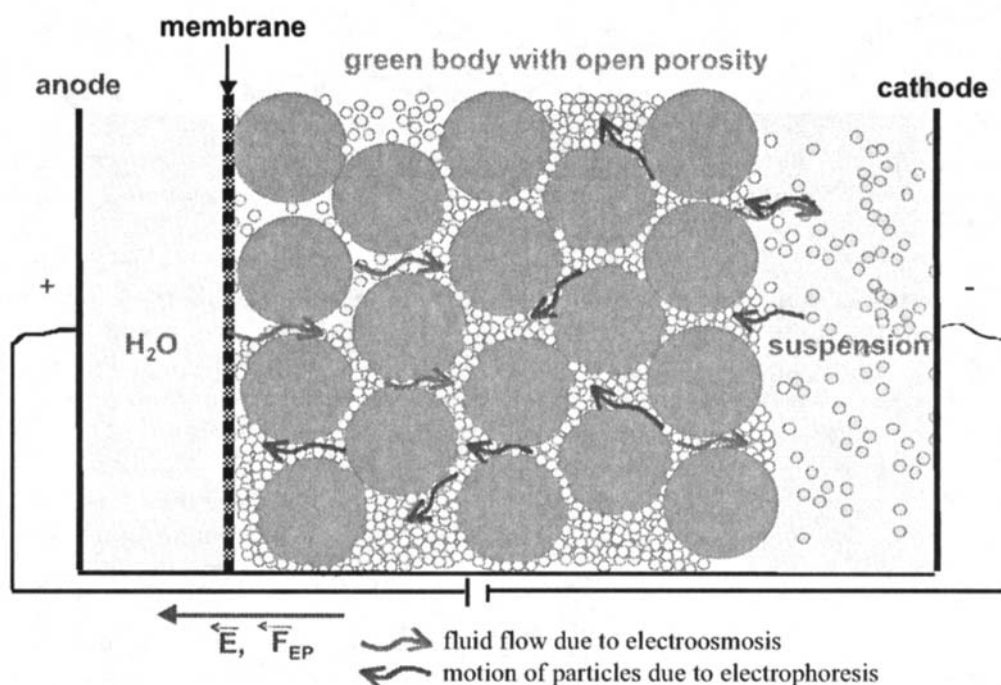 membrane
green body with open porosity
anode
cathode
+
-
H₂O
suspension
E, F_EP
fluid flow due to electroosmosis
motion of particles due to electrophoresis